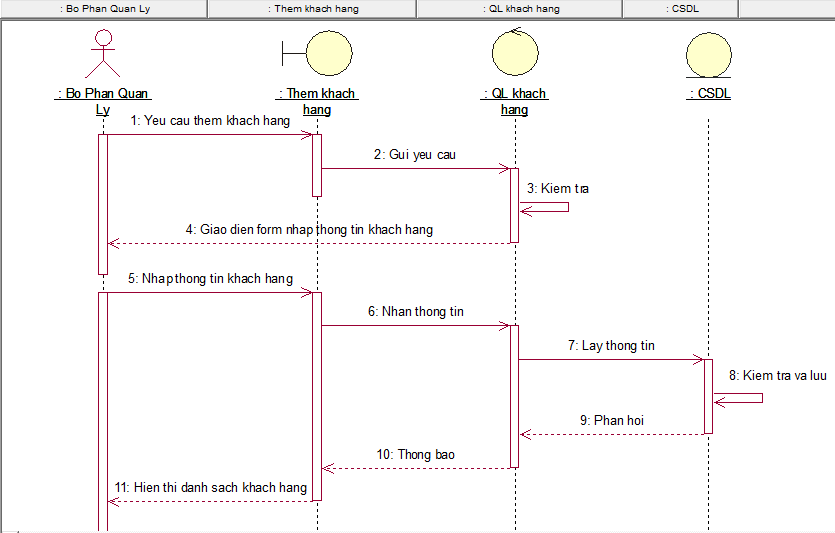 : Bo Phan Quan Ly
: Them khach hang
: QL khach hang
: CSDL
: Bo Phan Quan
Ly
: Them khach
hang
: QL khach
hang
: CSDL
1: Yeu cau them khach hang
2: Gui yeu cau
3: Kiem tra
4: Giao dien form nhap thong tin khach hang
5: Nhap thong tin khach hang
6: Nhan thong tin
7: Lay thong tin
8: Kiem tra va luu
9: Phan hoi
10: Thong bao
11: Hien thi danh sach khach hang